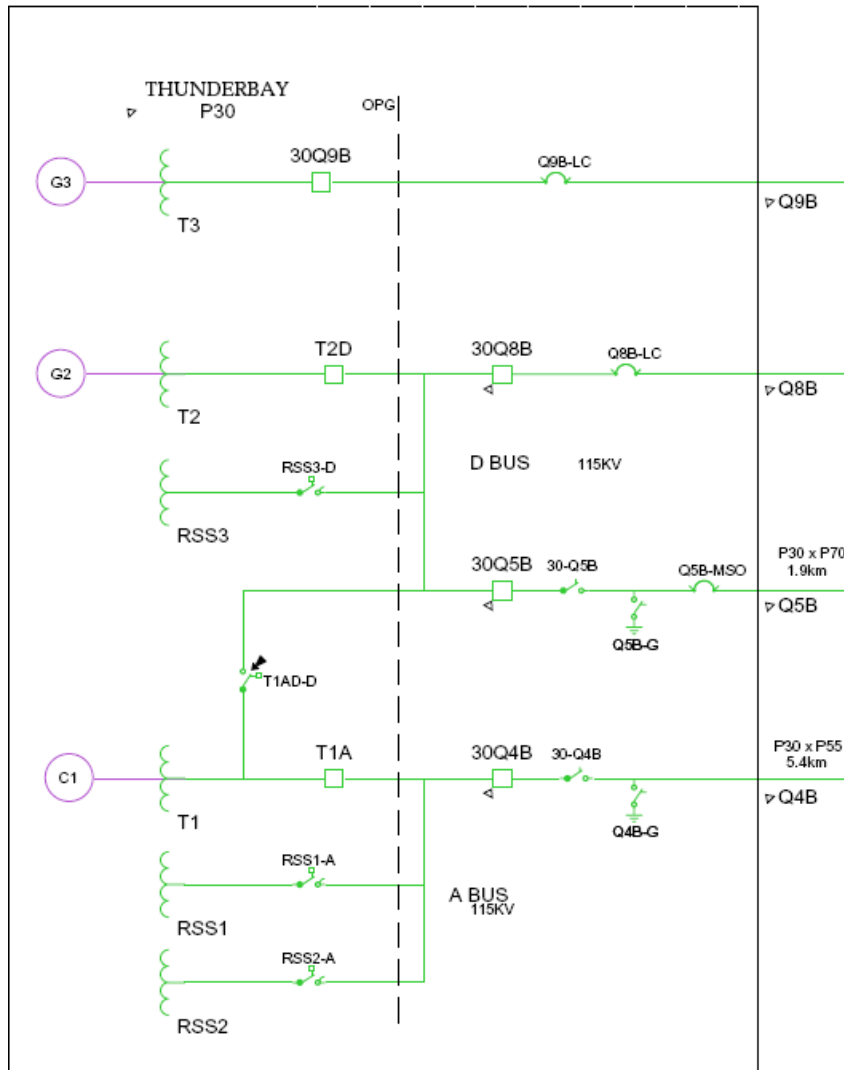 THUNDERBAY
P30
OPG
30Q9B
Q9B-LC
G3
T3
Q9B
T2D
30Q8B
Q8B-LC
G2
T2
Q8B
D BUS 115KV
RSS3-D
RSS3
30Q5B
30-Q5B
Q5B-MSO
P30 x P70
1.9km
Q5B
Q5B-G
T1AD-D
T1A
30Q4B
30-Q4B
P30 x P55
5.4km
C1
T1
Q4B
Q4B-G
RSS1-A
RSS1
A BUS
115KV
RSS2-A
RSS2